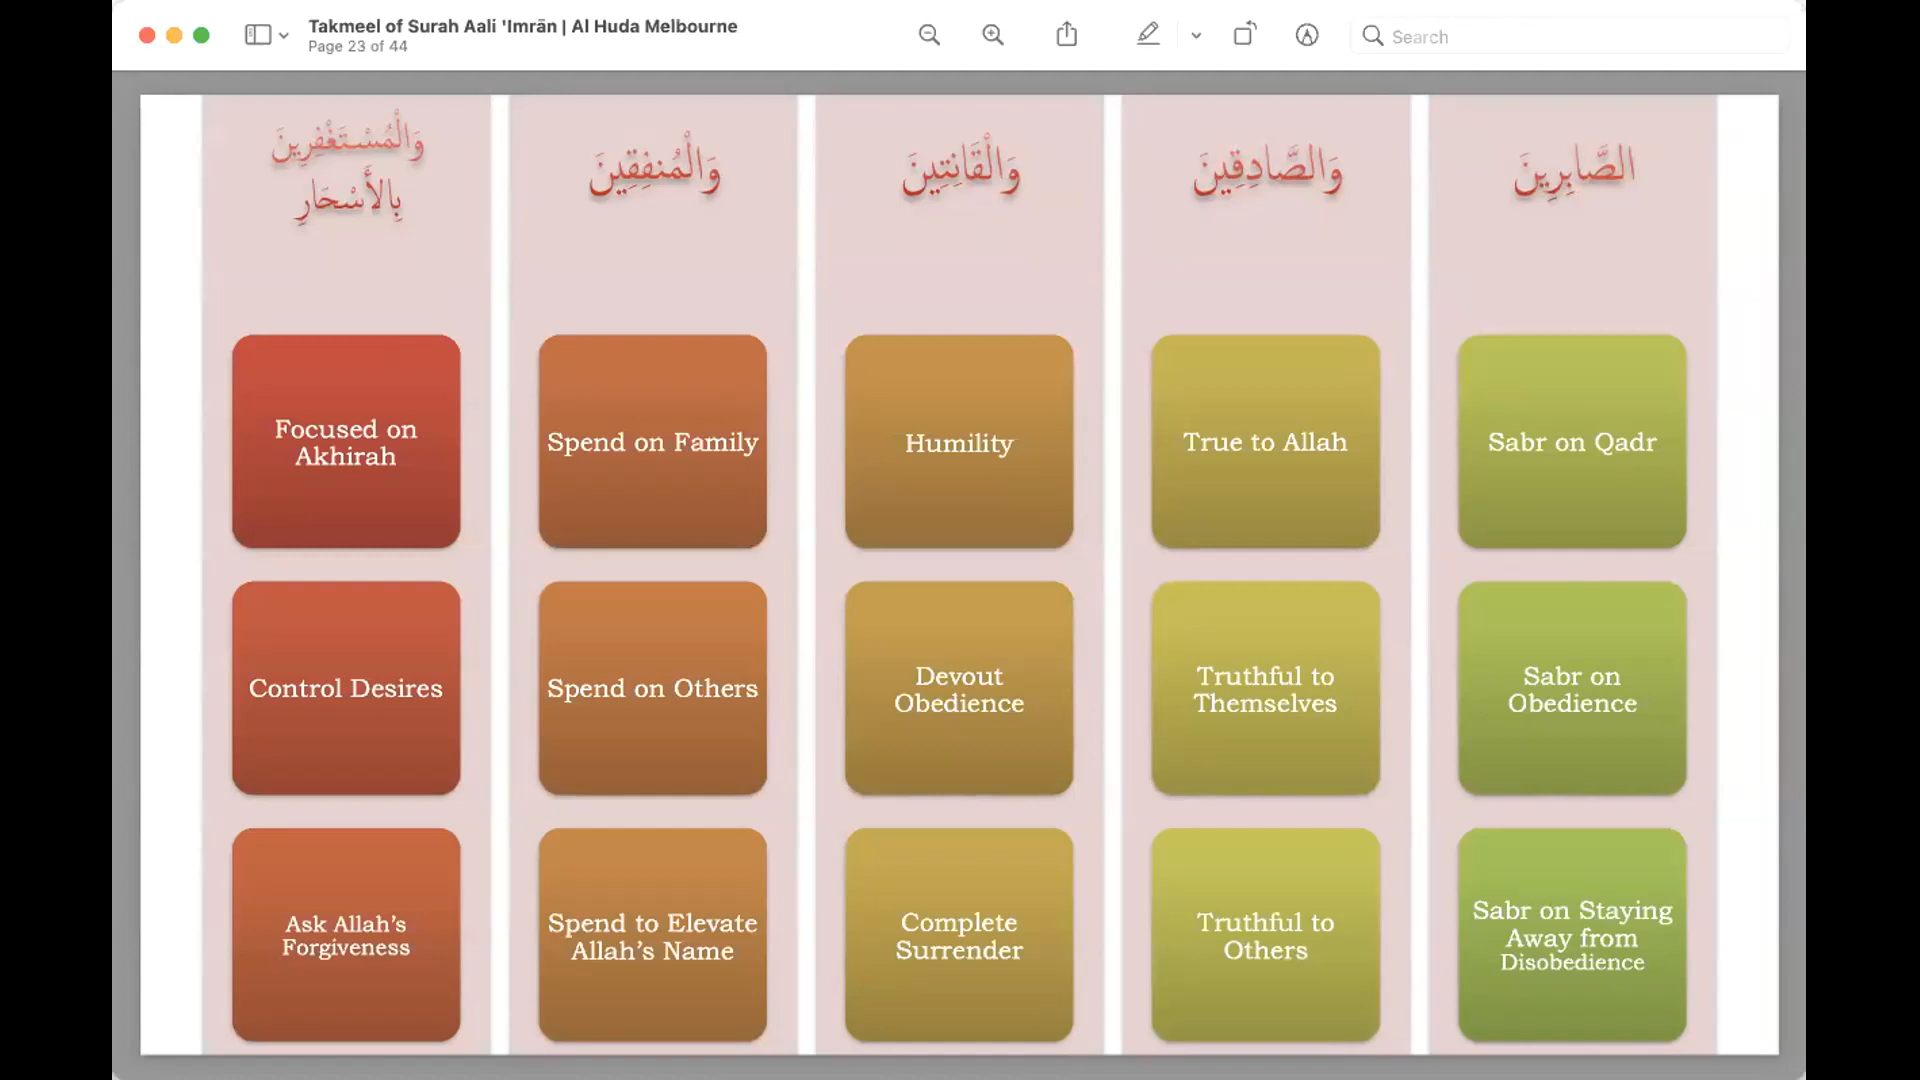 Takmeel of Surah Aali 'Imrān | Al Huda Melbourne
Page 23 of 44
Search
وَالْمُسْتَغْفِرِينَ
بِالأَسْحَارِ
Focused on
Akhirah
Control Desires
Ask Allah’s
Forgiveness
وَالْمُنفِقِينَ
Spend on Family
Spend on Others
Spend to Elevate
Allah’s Name
وَالْقَانِتِينَ
Humility
Devout
Obedience
Complete
Surrender
وَالصَّادِقِينَ
True to Allah
Truthful to
Themselves
Truthful to
Others
الصَّابِرِينَ
Sabr on Qadr
Sabr on
Obedience
Sabr on Staying
Away from
Disobedience